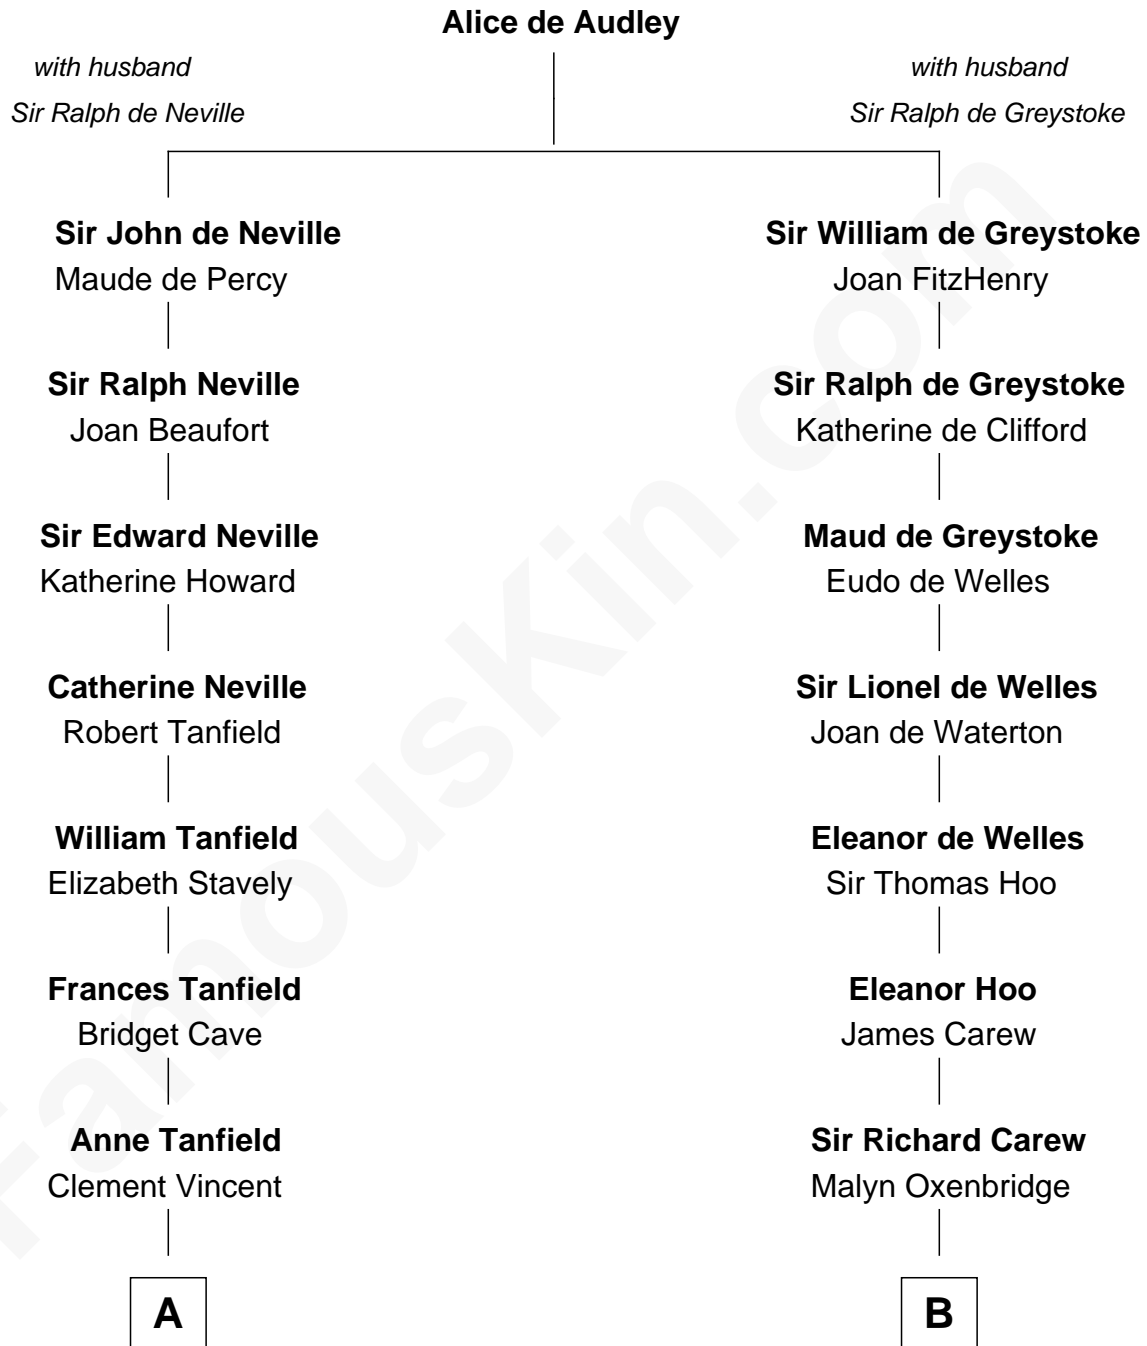 Alice de Audley
with husband
Sir Ralph de Neville
with husband
Sir Ralph de Greystoke
Sir John de Neville
Maude de Percy
Sir William de Greystoke
Joan FitzHenry
Sir Ralph Neville
Joan Beaufort
Sir Ralph de Greystoke
Katherine de Clifford
Sir Edward Neville
Katherine Howard
Maud de Greystoke
Eudo de Welles
Catherine Neville
Robert Tanfield
Sir Lionel de Welles
Joan de Waterton
William Tanfield
Elizabeth Stavely
Eleanor de Welles
Sir Thomas Hoo
Frances Tanfield
Bridget Cave
Eleanor Hoo
James Carew
Anne Tanfield
Clement Vincent
Sir Richard Carew
Malyn Oxenbridge
A
B
FamousKin.com